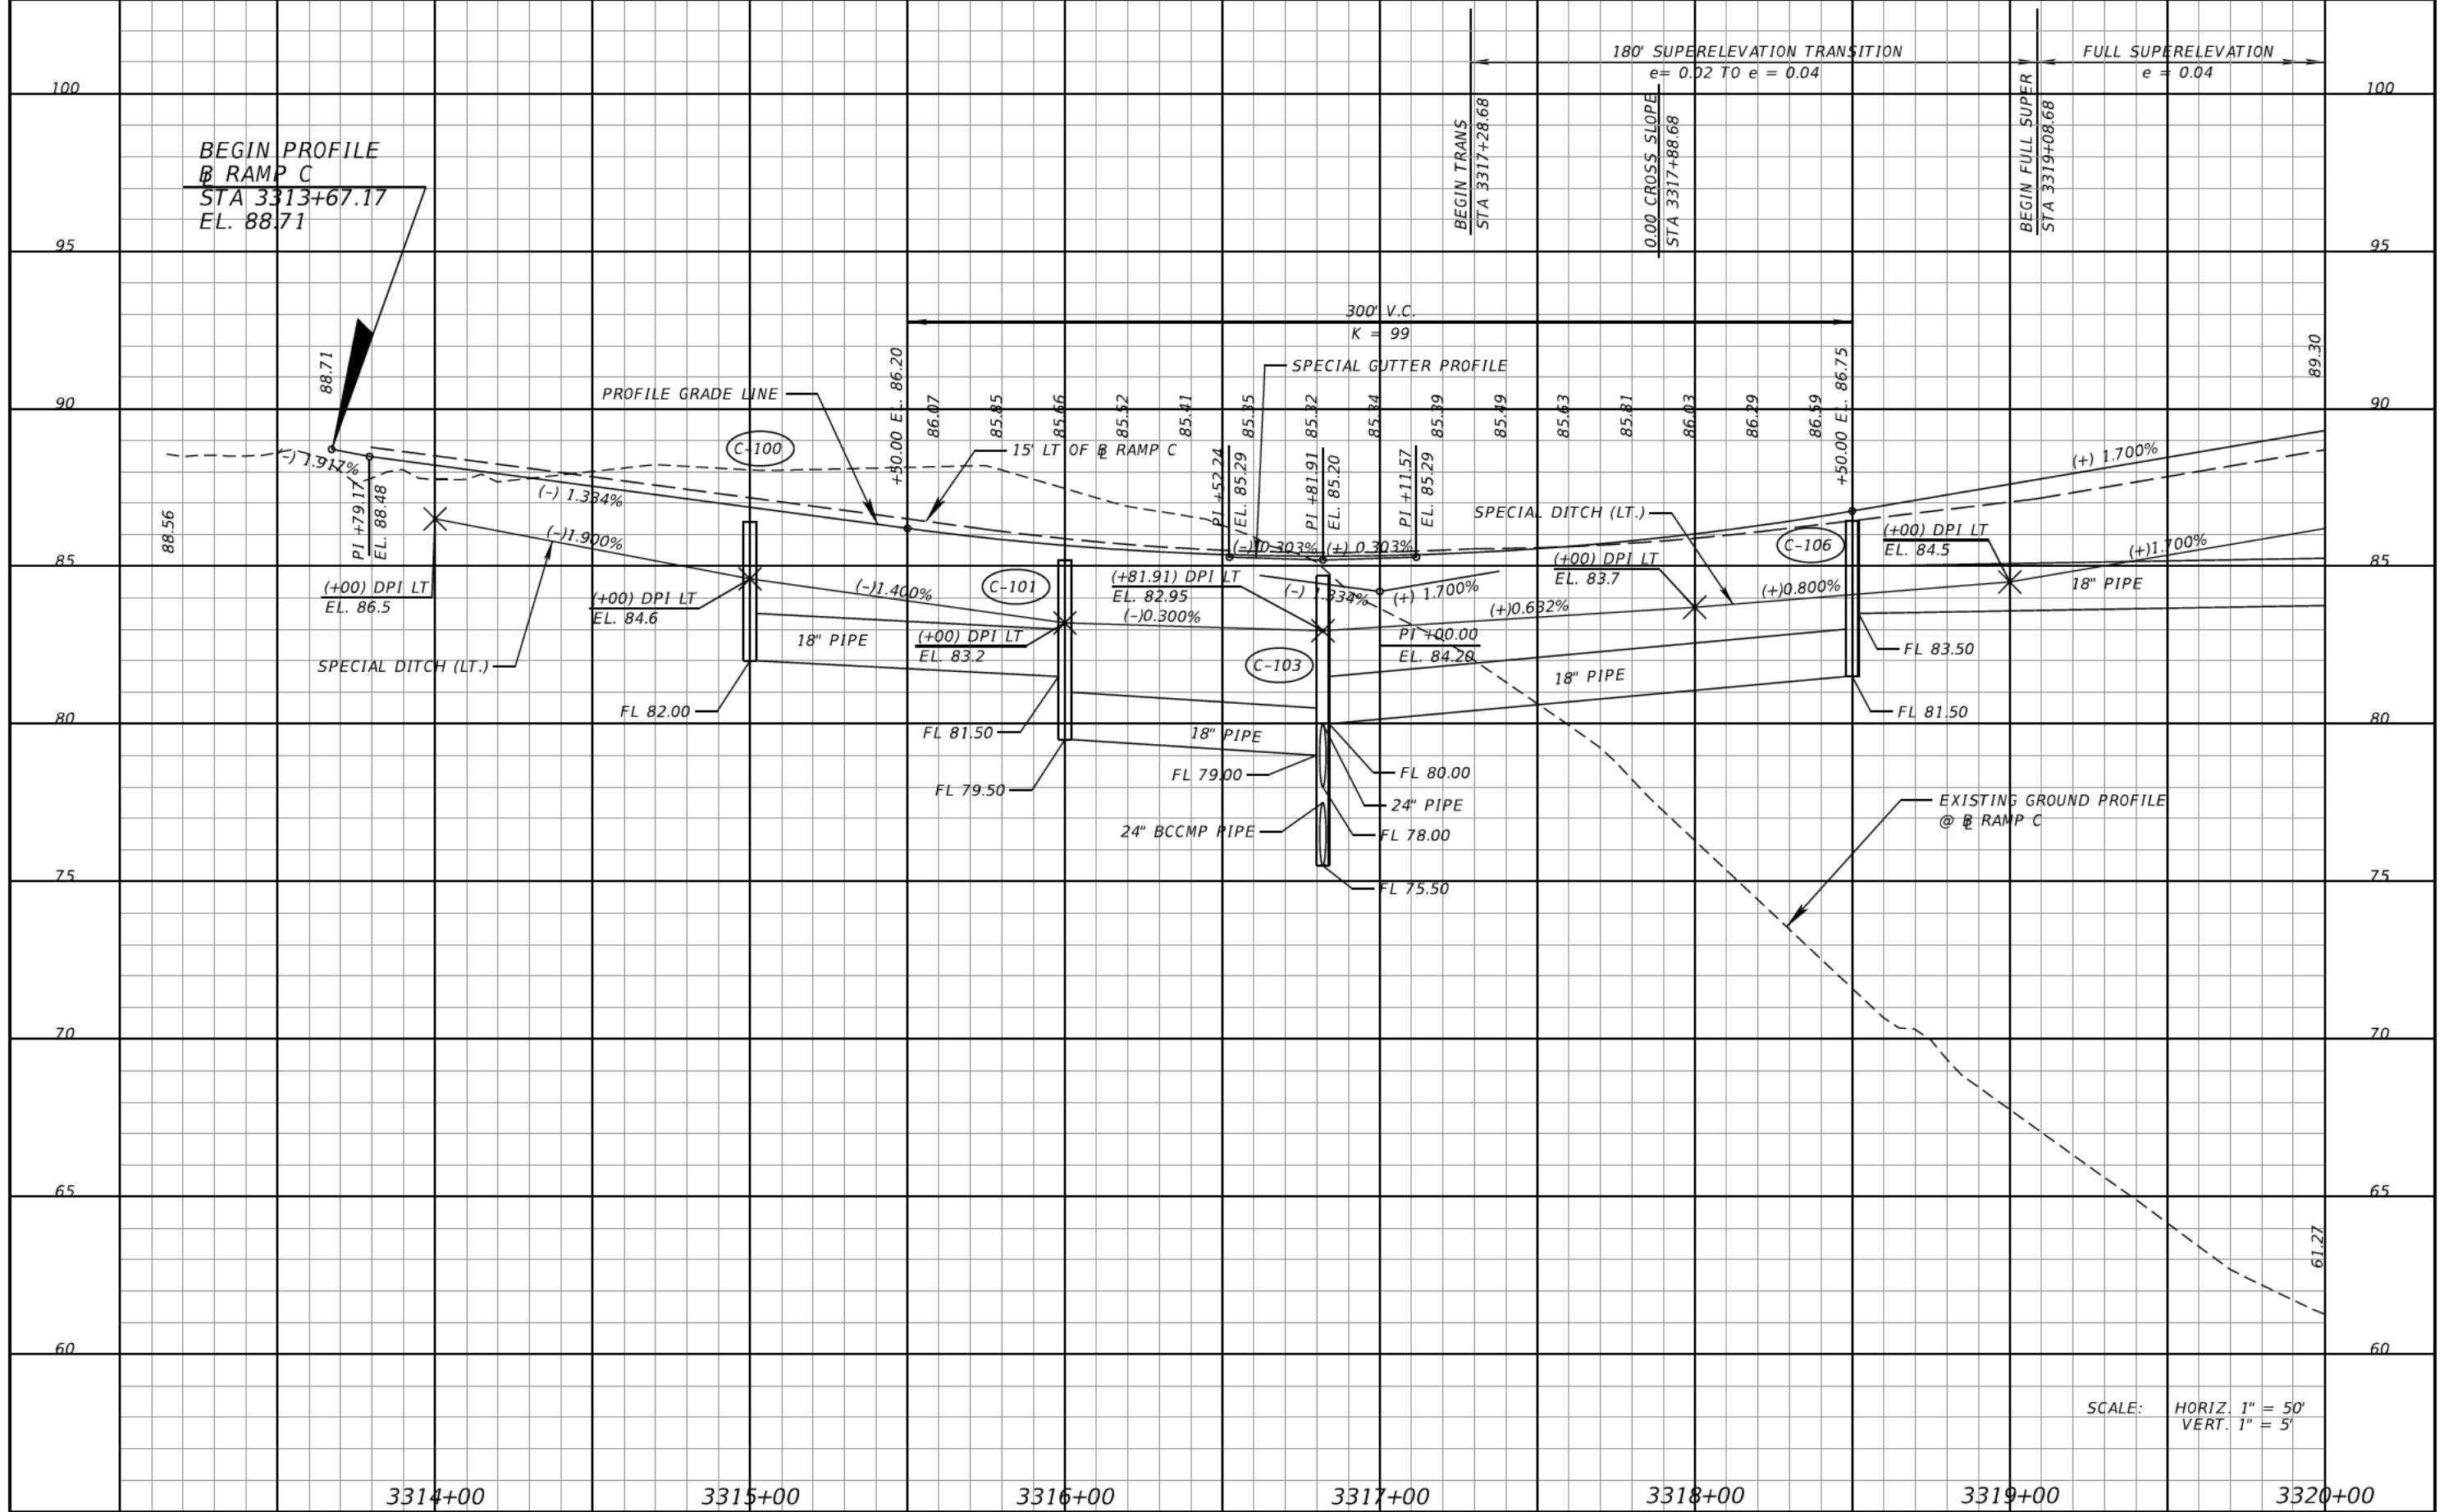 180' SUPERELEVATION TRANSITION
e= 0.02 TO e = 0.04
FULL SUPERELEVATION
e = 0.04
100
100
BEGIN TRANS
STA 3317+28.68
0.00 CROSS SLOPE
STA 3317+88.68
BEGIN FULL SUPER
STA 3319+08.68
BEGIN PROFILE
BL RAMP C
STA 3313+67.17
EL. 88.71
95
95
300' V.C.
K = 99
88.71
+50.00 EL. 86.20
SPECIAL GUTTER PROFILE
+50.00 EL. 86.75
89.30
PROFILE GRADE LINE
90
90
86.07
85.85
85.66
85.52
85.41
85.35
85.32
85.34
85.39
85.49
85.63
85.81
86.03
86.29
86.59
C-100
15' LT OF BL RAMP C
(-) 1.917%
(+) 1.700%
88.56
PI +79.17
EL. 88.48
(-) 1.334%
PI +52.24
EL. 85.29
PI +81.91
EL. 85.20
PI +11.57
EL. 85.29
SPECIAL DITCH (LT.)
(-)1.900%
(-)0.303%
(+) 0.303%
C-106
(+00) DPI LT
EL. 84.5
(+)1.700%
85
85
(+00) DPI LT
EL. 86.5
(+00) DPI LT
EL. 84.6
(-)1.400%
C-101
(+81.91) DPI LT
EL. 82.95
(-)0.300%
(-) 1.334%
(+) 1.700%
(+00) DPI LT
EL. 83.7
(+)0.632%
(+)0.800%
18" PIPE
SPECIAL DITCH (LT.)
18" PIPE
(+00) DPI LT
EL. 83.2
C-103
PI +00.00
EL. 84.20
18" PIPE
FL 83.50
FL 82.00
FL 81.50
FL 81.50
80
80
18" PIPE
FL 79.00
FL 79.50
FL 80.00
24" PIPE
24" BCCMP PIPE
FL 78.00
FL 75.50
EXISTING GROUND PROFILE
@ BL RAMP C
75
75
70
70
65
65
61.27
60
60
SCALE: HORIZ. 1" = 50'
VERT. 1" = 5'
3314+00
3315+00
3316+00
3317+00
3318+00
3319+00
3320+00